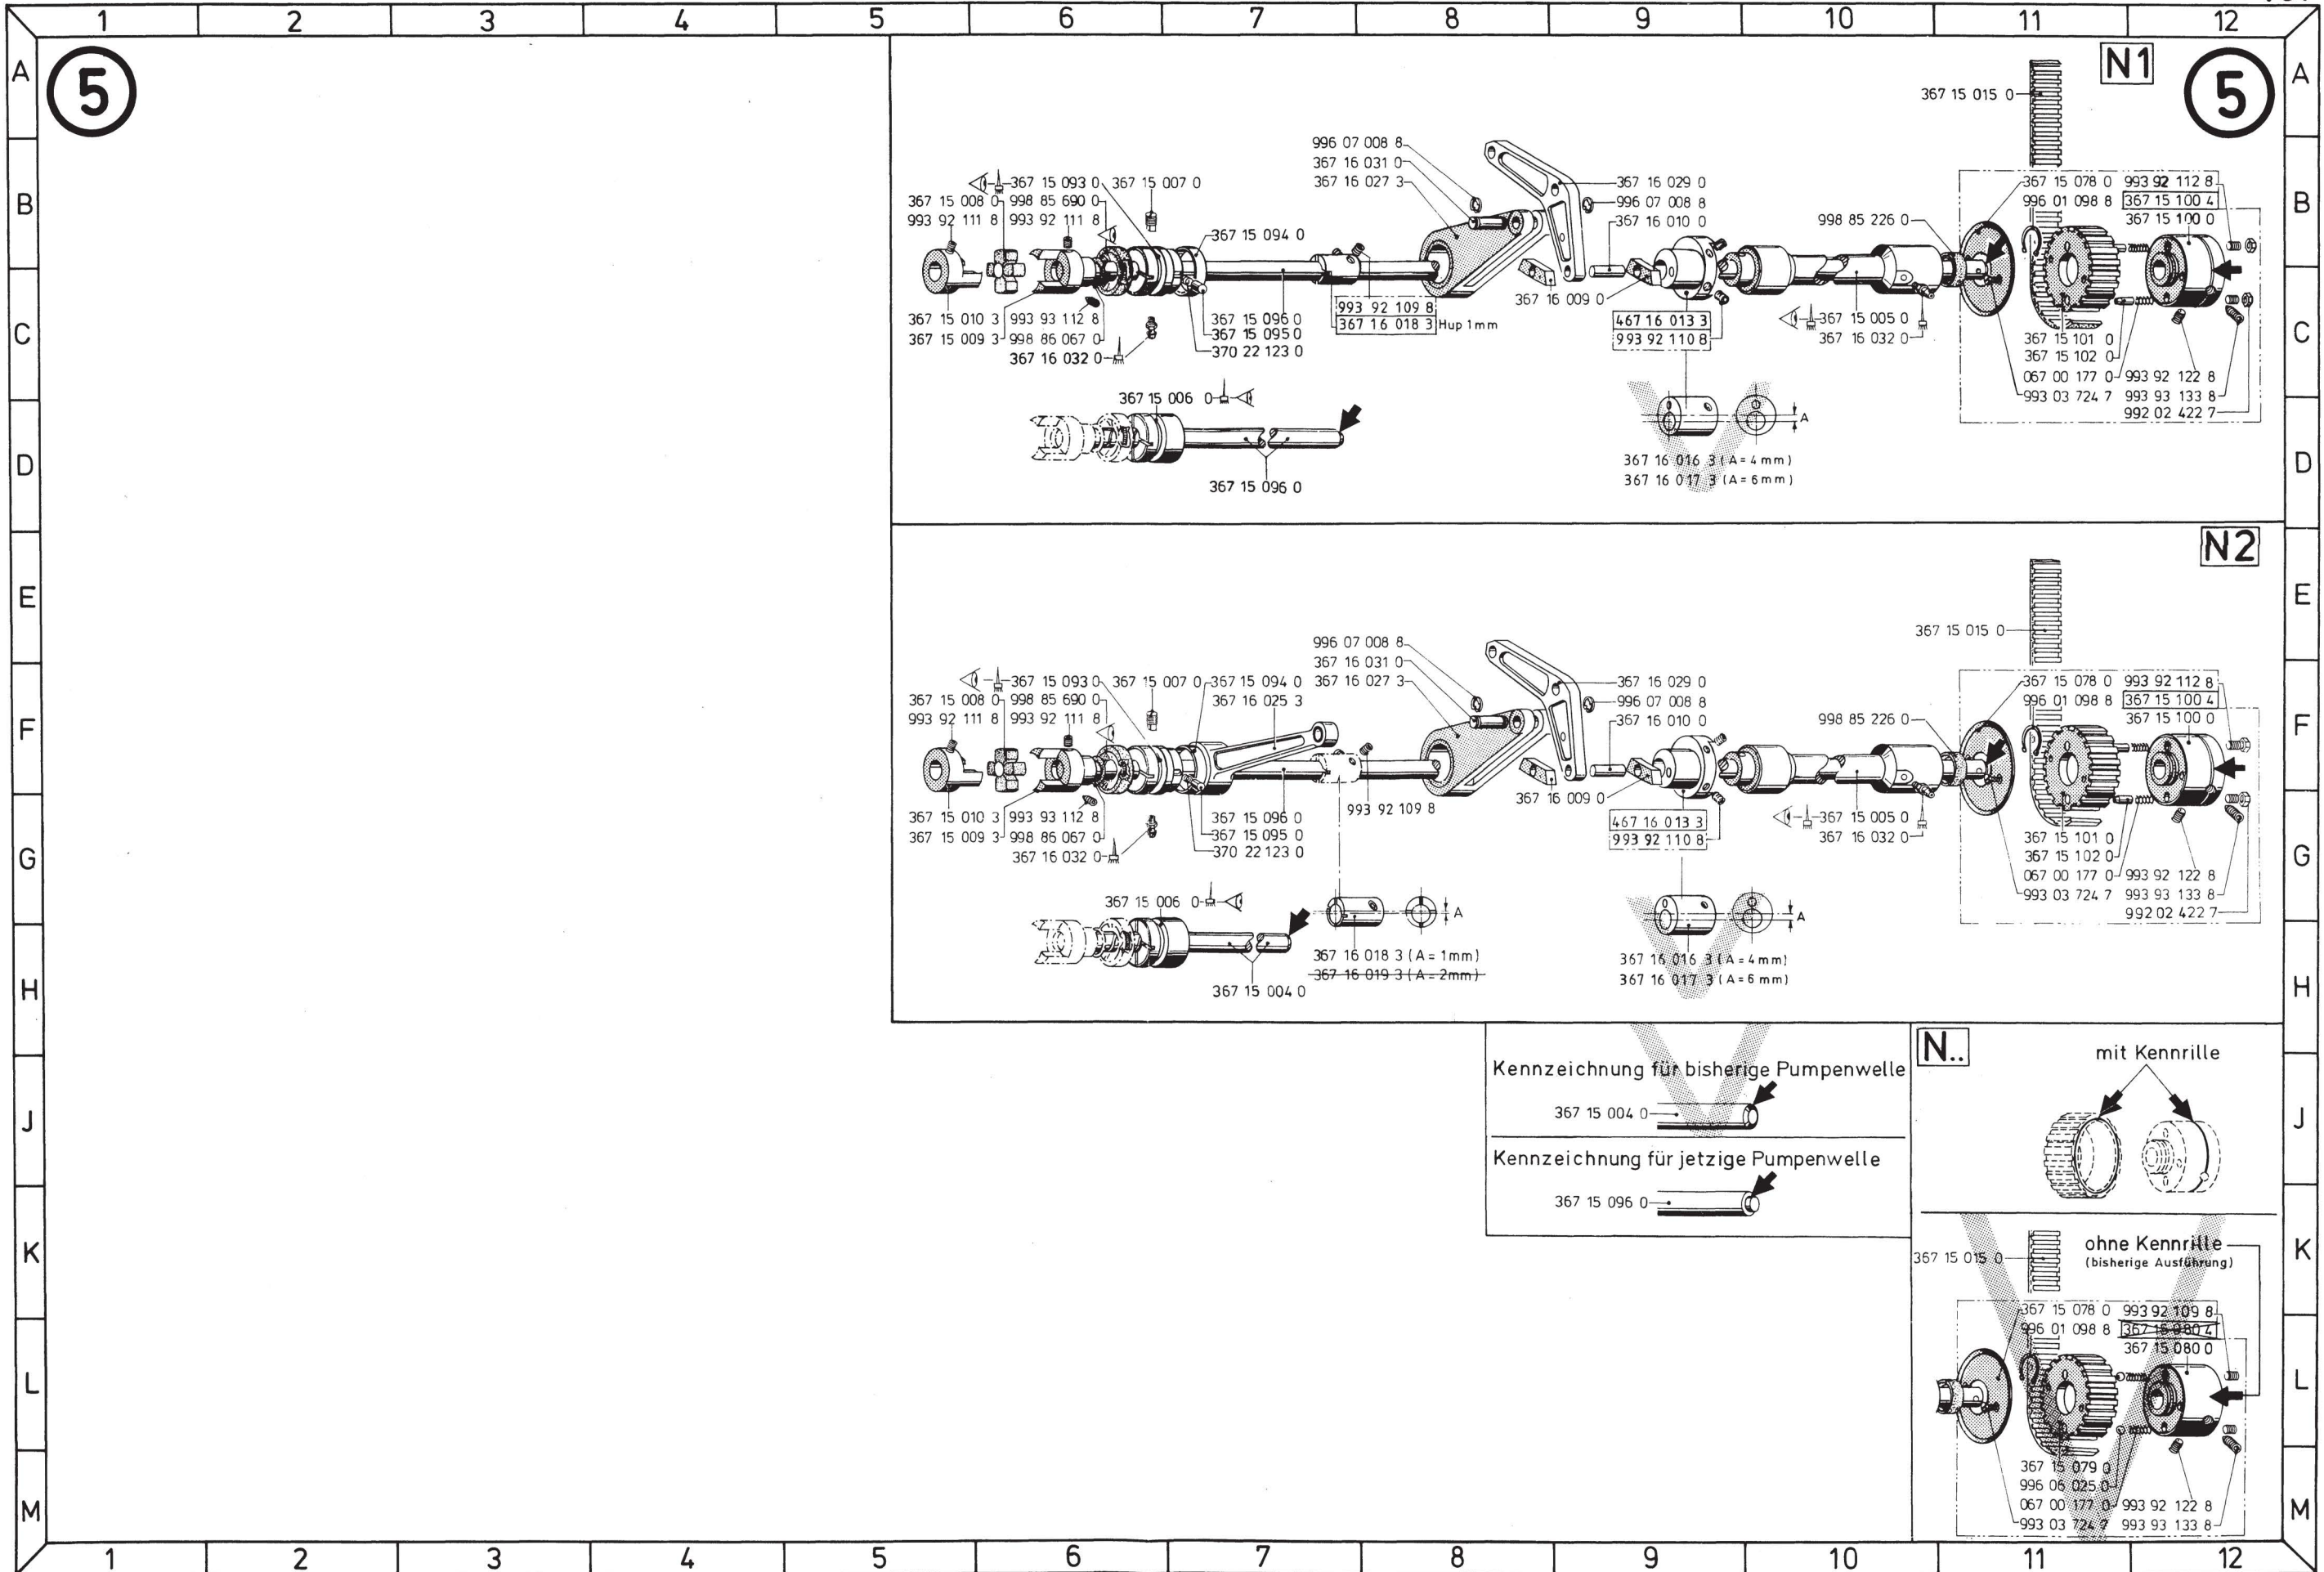 1 2 3 4 5 6 7 8 9 10 11 12
A
B
C
D
E
F
G
H
J
K
L
M
5
N1
5
367 15 015 0
996 07 008 8
367 16 031 0
367 16 027 3
367 15 093 0 367 15 007 0
367 15 008 0 998 85 690 0
993 92 111 8 993 92 111 8
367 15 094 0
367 16 029 0
996 07 008 8
367 16 010 0
998 85 226 0
367 15 078 0 993 92 112 8
996 01 098 8 367 15 100 4
367 15 100 0
367 15 010 3 993 93 112 8
367 15 009 3 998 86 067 0
367 16 032 0
367 15 096 0
367 15 095 0
370 22 123 0
993 92 109 8
367 16 018 3 Hup 1mm
367 16 009 0
467 16 013 3
993 92 110 8
367 15 005 0
367 16 032 0
367 15 101 0
367 15 102 0
067 00 177 0 993 92 122 8
993 03 724 7 993 93 133 8
992 02 422 7
367 15 006 0
367 15 096 0
A
367 16 016 3 (A = 4 mm)
367 16 017 3 (A = 6 mm)
N2
367 15 015 0
996 07 008 8
367 16 031 0
367 16 027 3
367 15 093 0 367 15 007 0 367 15 094 0
367 15 008 0 998 85 690 0 367 16 025 3
993 92 111 8 993 92 111 8
367 16 029 0
996 07 008 8
367 16 010 0
998 85 226 0
367 15 078 0 993 92 112 8
996 01 098 8 367 15 100 4
367 15 100 0
367 15 010 3 993 93 112 8
367 15 009 3 998 86 067 0
367 16 032 0
367 15 096 0
367 15 095 0
370 22 123 0
993 92 109 8
367 16 009 0
467 16 013 3
993 92 110 8
367 15 005 0
367 16 032 0
367 15 101 0
367 15 102 0
067 00 177 0 993 92 122 8
993 03 724 7 993 93 133 8
992 02 422 7
367 15 006 0
367 15 004 0
A
367 16 018 3 (A = 1mm)
367 16 019 3 (A = 2mm)
A
367 16 016 3 (A = 4mm)
367 16 017 3 (A = 6 mm)
Kennzeichnung für bisherige Pumpenwelle
367 15 004 0
Kennzeichnung für jetzige Pumpenwelle
367 15 096 0
N..
mit Kennrille
367 15 015 0
ohne Kennrille
(bisherige Ausführung)
367 15 078 0 993 92 109 8
996 01 098 8 367 15 080 4
367 15 080 0
367 15 079 0
996 06 025 0
067 00 177 0 993 92 122 8
993 03 724 7 993 93 133 8
A
B
C
D
E
F
G
H
J
K
L
M
1 2 3 4 5 6 7 8 9 10 11 12